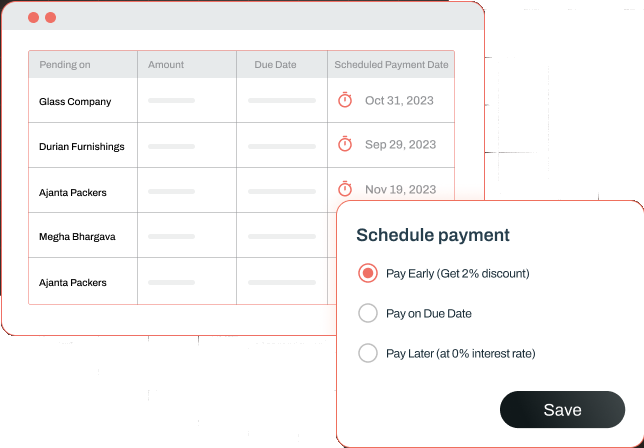 Pending on Amount Due Date Scheduled Payment Date
Glass Company Oct 31, 2023
Durian Furnishings Sep 29, 2023
Ajanta Packers Nov 19, 2023
Megha Bhargava
Ajanta Packers
Schedule payment
Pay Early (Get 2% discount)
Pay on Due Date
Pay Later (at 0% interest rate)
Save